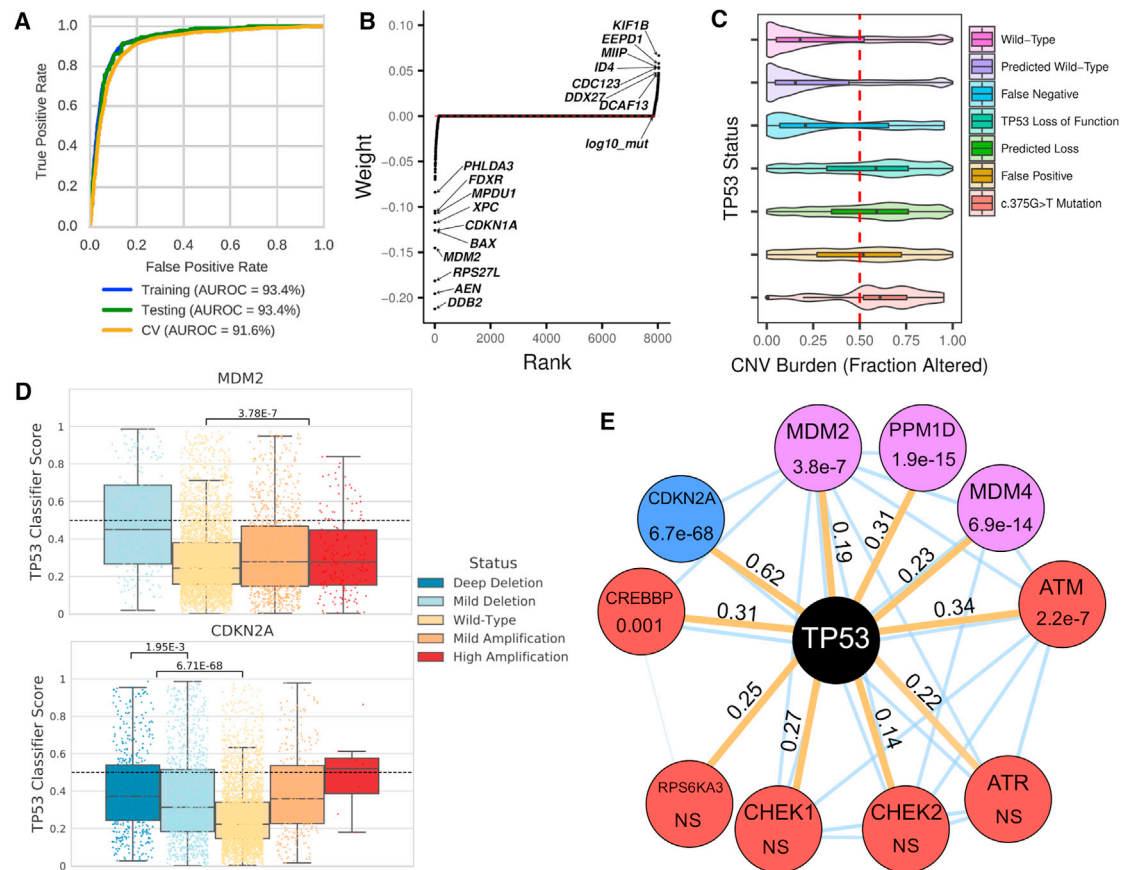 A
1.0
0.8
0.6
0.4
0.2
0.0
True Positive Rate
0.0 0.2 0.4 0.6 0.8 1.0
False Positive Rate
Training (AUROC = 93.4%)
Testing (AUROC = 93.4%)
CV (AUROC = 91.6%)
B
0.10
0.05
0.00
−0.05
−0.10
−0.15
−0.20
Weight
KIF1B
EEPD1
MIIP
ID4
CDC123
DDX27
DCAF13
log10_mut
PHLDA3
FDXR
MPDU1
XPC
CDKN1A
BAX
MDM2
RPS27L
AEN
DDB2
0 2000 4000 6000 8000
Rank
C
TP53 Status
0.00 0.25 0.50 0.75 1.00
CNV Burden (Fraction Altered)
Wild−Type
Predicted Wild−Type
False Negative
TP53 Loss of Function
Predicted Loss
False Positive
c.375G>T Mutation
D
MDM2
3.78E-7
1
0.8
0.6
0.4
0.2
0
TP53 Classifier Score
CDKN2A
1.95E-3
6.71E-68
1
0.8
0.6
0.4
0.2
0
TP53 Classifier Score
Status
Deep Deletion
Mild Deletion
Wild-Type
Mild Amplification
High Amplification
E
MDM2
3.8e-7
PPM1D
1.9e-15
MDM4
6.9e-14
CDKN2A
6.7e-68
ATM
2.2e-7
CREBBP
0.001
TP53
RPS6KA3
NS
CHEK1
NS
CHEK2
NS
ATR
NS
0.19
0.31
0.23
0.62
0.34
0.31
0.25
0.27
0.14
0.22